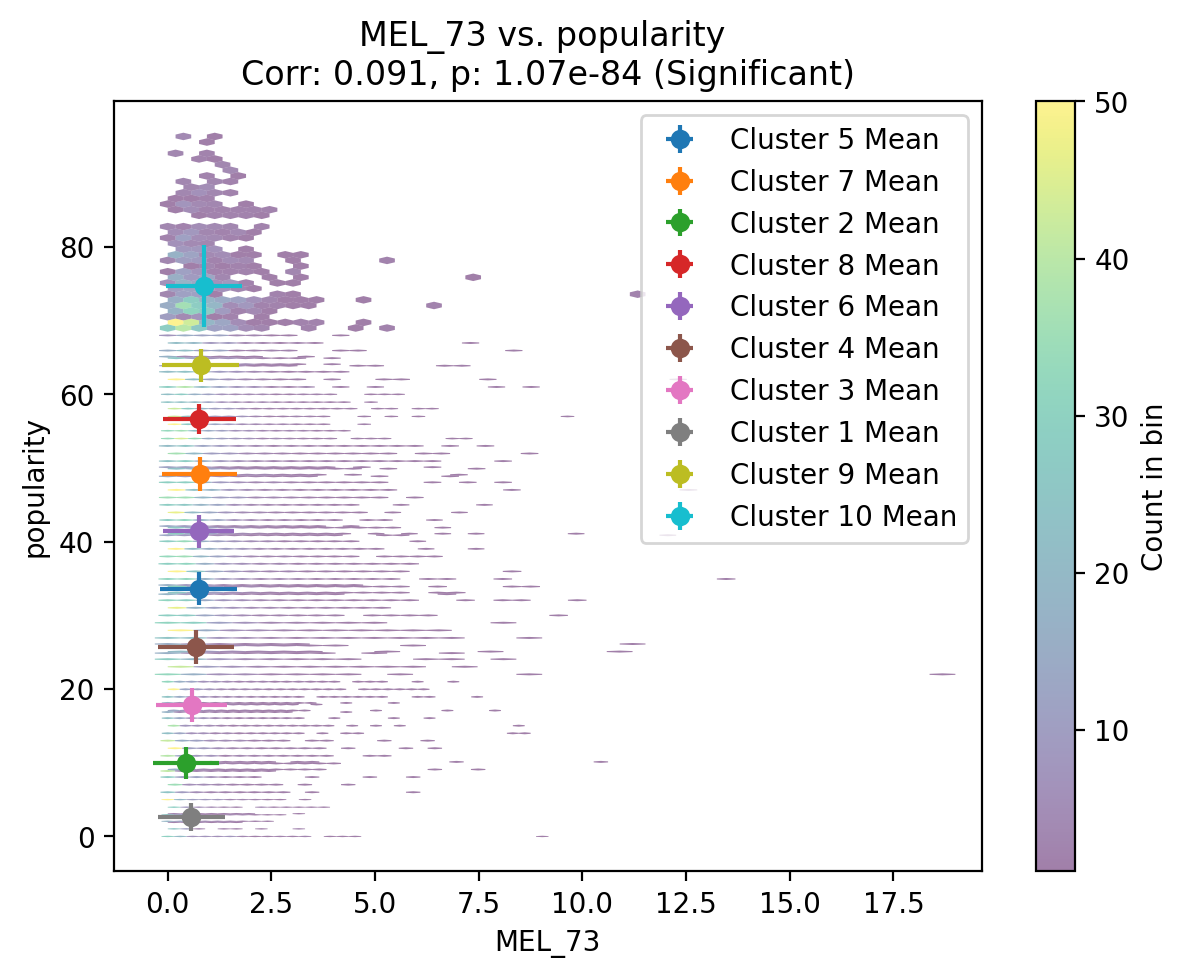 MEL_73 vs. popularity
Corr: 0.091, p: 1.07e-84 (Significant)
popularity
80
60
40
20
0
0.0 2.5 5.0 7.5 10.0 12.5 15.0 17.5
MEL_73
Cluster 5 Mean
Cluster 7 Mean
Cluster 2 Mean
Cluster 8 Mean
Cluster 6 Mean
Cluster 4 Mean
Cluster 3 Mean
Cluster 1 Mean
Cluster 9 Mean
Cluster 10 Mean
50
40
30
20
10
Count in bin